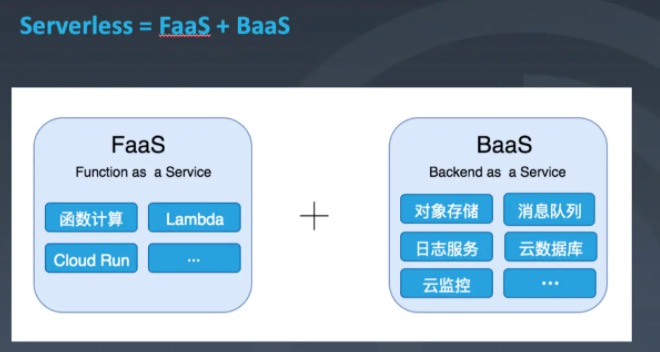 Serverless = FaaS + BaaS
FaaS
Function as a Service
函数计算
Lambda
Cloud Run
...
+
BaaS
Backend as a Service
对象存储
消息队列
日志服务
云数据库
云监控
...